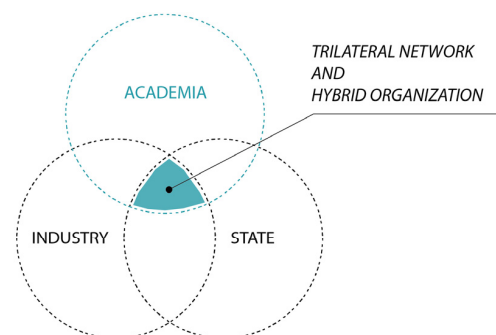 TRILATERAL NETWORK
AND
HYBRID ORGANIZATION
ACADEMIA
INDUSTRY
STATE